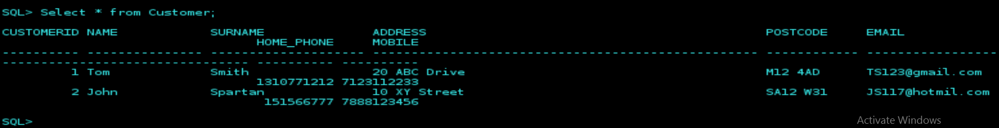 SQL> Select * from Customer;
CUSTOMERID NAME SURNAME ADDRESS POSTCODE EMAIL
HOME_PHONE MOBILE
---------- --------------- -------------------- -------------------------------------------------- ------------ -----------------
-------------------------------- ---------- ----------
1 Tom Smith 20 ABC Drive M12 4AD TS123@gmail.com
1310771212 7123112233
2 John Spartan 10 XY Street SA12 W31 JS117@hotmil.com
151566777 7888123456
SQL>
Activate Windows